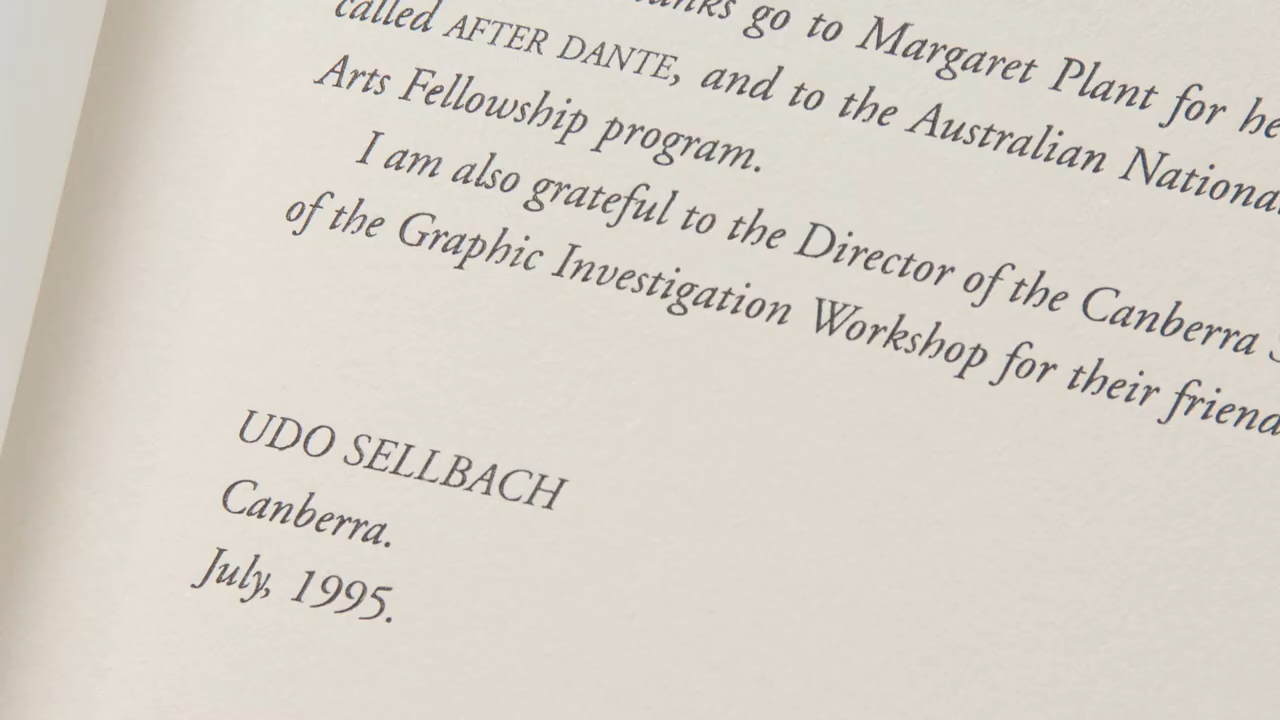 go to Margaret Plant for
called AFTER DANTE, and to the Australian National
Arts Fellowship program.
I am also grateful to the Director of the Canberra
of the Graphic Investigation Workshop for their
UDO SELLBACH
Canberra.
July, 1995.